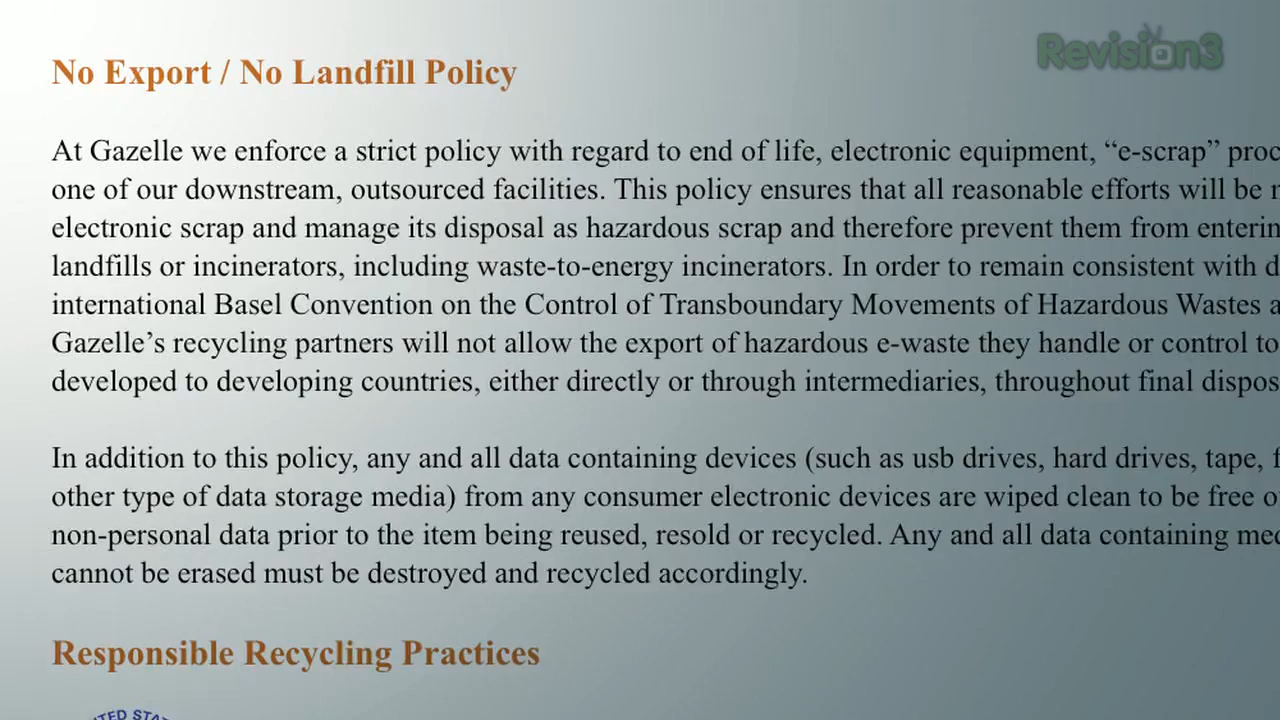 Revision3
No Export / No Landfill Policy
At Gazelle we enforce a strict policy with regard to end of life, electronic equipment, “e-scrap”
one of our downstream, outsourced facilities. This policy ensures that all reasonable efforts will be
electronic scrap and manage its disposal as hazardous scrap and therefore prevent them from
landfills or incinerators, including waste-to-energy incinerators. In order to remain consistent with
international Basel Convention on the Control of Transboundary Movements of Hazardous Wastes
Gazelle’s recycling partners will not allow the export of hazardous e-waste they handle or control to
developed to developing countries, either directly or through intermediaries, throughout final
In addition to this policy, any and all data containing devices (such as usb drives, hard drives, tape,
other type of data storage media) from any consumer electronic devices are wiped clean to be free
non-personal data prior to the item being reused, resold or recycled. Any and all data containing
cannot be erased must be destroyed and recycled accordingly.
Responsible Recycling Practices